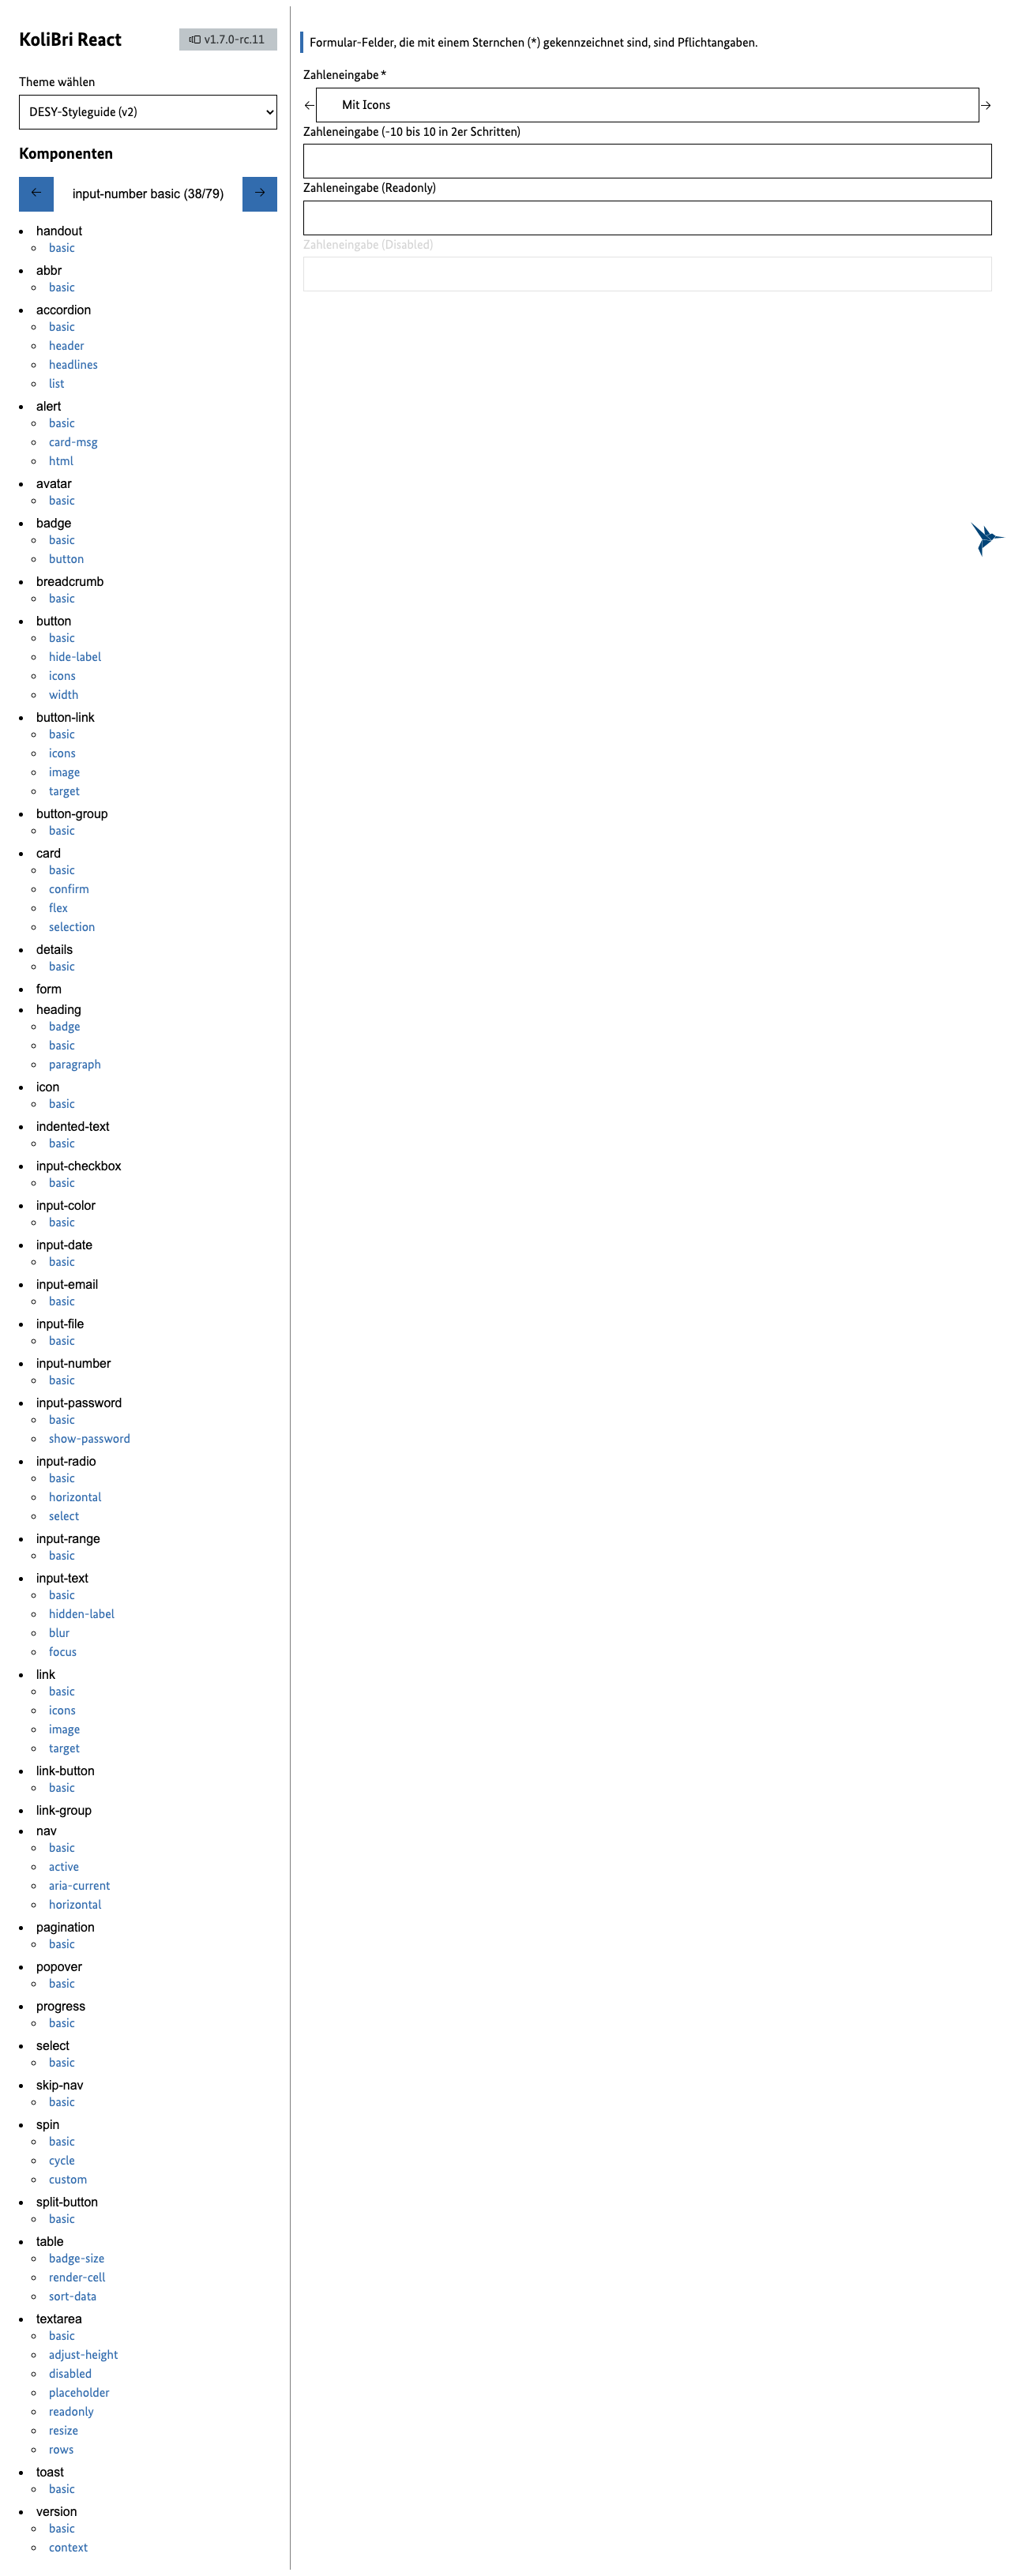 KoliBri React
v1.7.0-rc.11
Theme wählen
DESY-Styleguide (v2)
Komponenten
←
input-number basic (38/79)
→
handout
basic
abbr
basic
accordion
basic
header
headlines
list
alert
basic
card-msg
html
avatar
basic
badge
basic
button
breadcrumb
basic
button
basic
hide-label
icons
width
button-link
basic
icons
image
target
button-group
basic
card
basic
confirm
flex
selection
details
basic
form
heading
badge
basic
paragraph
icon
basic
indented-text
basic
input-checkbox
basic
input-color
basic
input-date
basic
input-email
basic
input-file
basic
input-number
basic
input-password
basic
show-password
input-radio
basic
horizontal
select
input-range
basic
input-text
basic
hidden-label
blur
focus
link
basic
icons
image
target
link-button
basic
link-group
nav
basic
active
aria-current
horizontal
pagination
basic
popover
basic
progress
basic
select
basic
skip-nav
basic
spin
basic
cycle
custom
split-button
basic
table
badge-size
render-cell
sort-data
textarea
basic
adjust-height
disabled
placeholder
readonly
resize
rows
toast
basic
version
basic
context
Formular-Felder, die mit einem Sternchen (*) gekennzeichnet sind, sind Pflichtangaben.
Zahleneingabe *
← Mit Icons →
Zahleneingabe (-10 bis 10 in 2er Schritten)
Zahleneingabe (Readonly)
Zahleneingabe (Disabled)